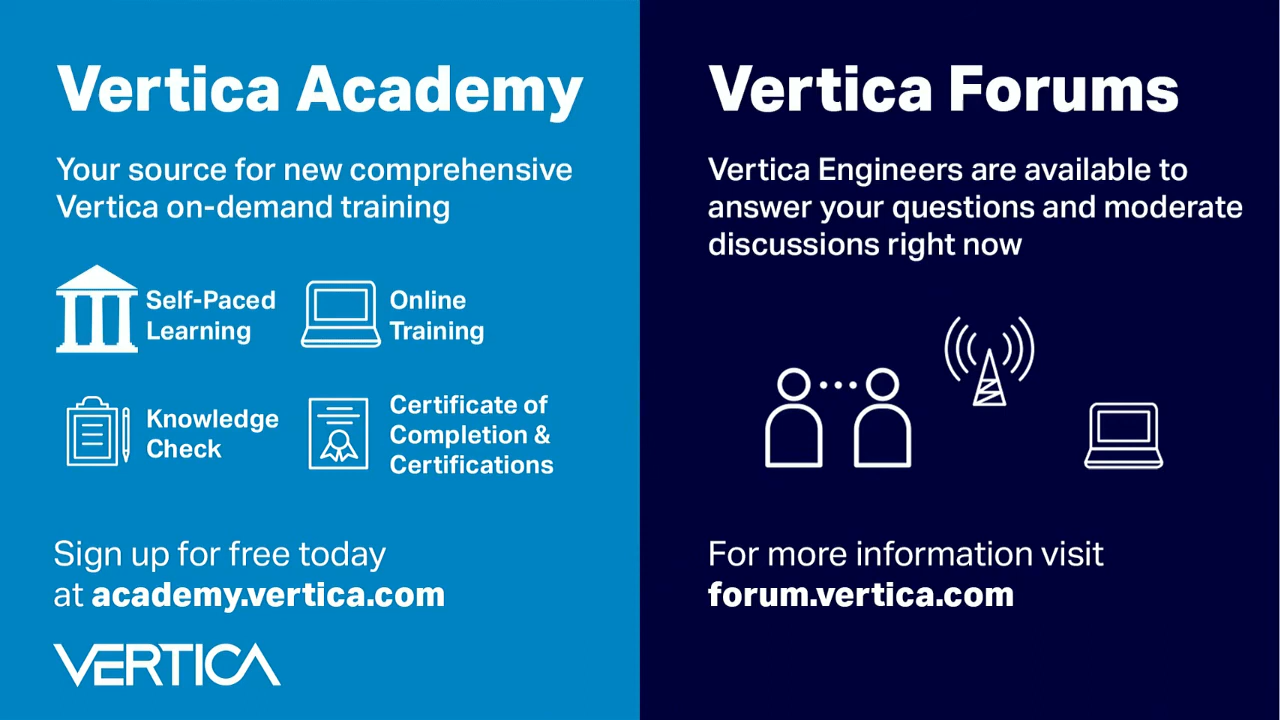 Vertica Academy
Your source for new comprehensive
Vertica on-demand training
Self-Paced
Learning
Online
Training
Knowledge
Check
Certificate of
Completion &
Certifications
Sign up for free today
at academy.vertica.com
VERTICA
Vertica Forums
Vertica Engineers are available to
answer your questions and moderate
discussions right now
For more information visit
forum.vertica.com